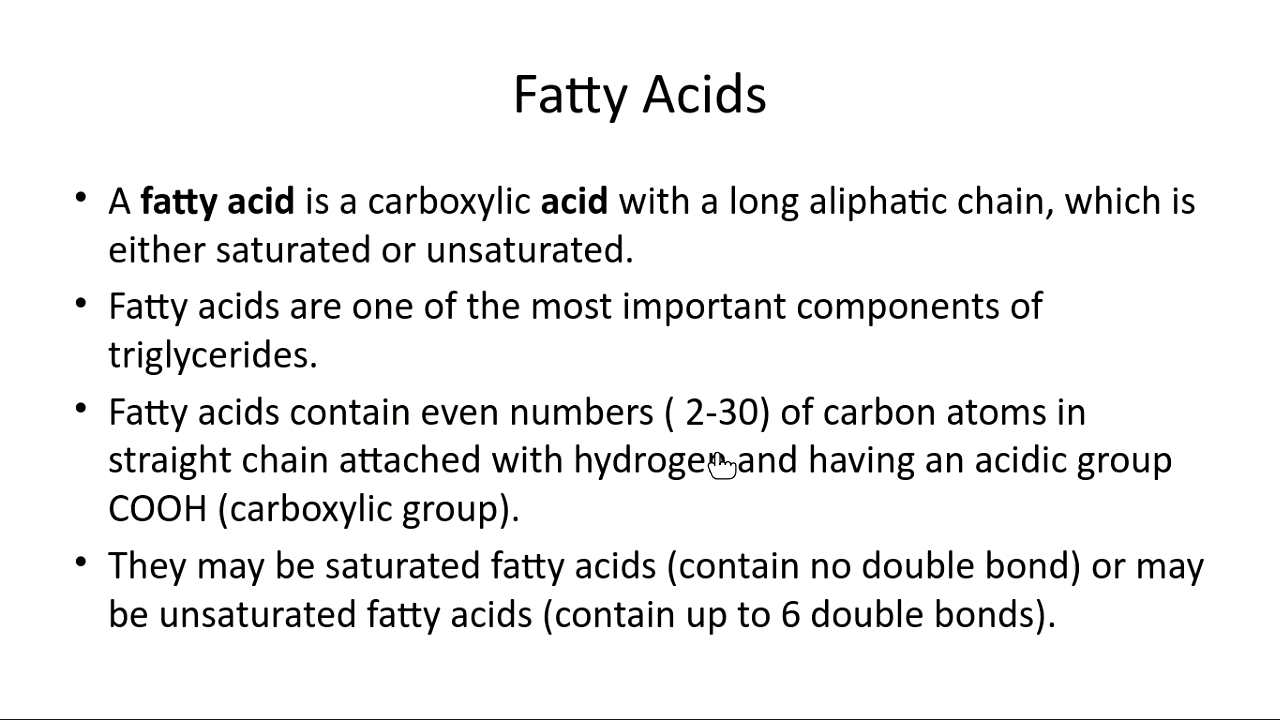 Fatty Acids
• A fatty acid is a carboxylic acid with a long aliphatic chain, which is
either saturated or unsaturated.
• Fatty acids are one of the most important components of
triglycerides.
• Fatty acids contain even numbers ( 2-30) of carbon atoms in
straight chain attached with hydrogen and having an acidic group
COOH (carboxylic group).
• They may be saturated fatty acids (contain no double bond) or may
be unsaturated fatty acids (contain up to 6 double bonds).